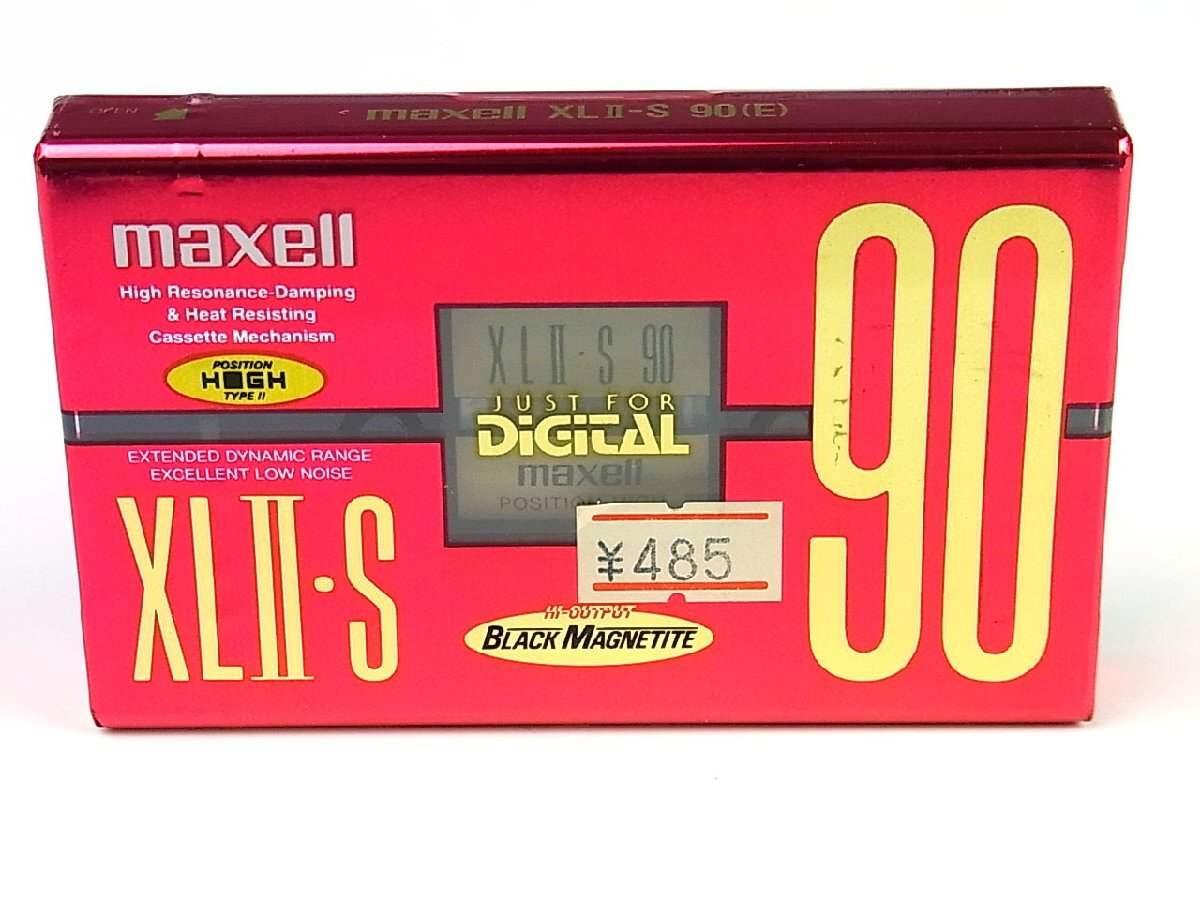 OPEN
maxell XLII-S 90(E)
maxell
High Resonance-Damping
& Heat Resisting
Cassette Mechanism
POSITION
HIGH
TYPE II
EXTENDED DYNAMIC RANGE
EXCELLENT LOW NOISE
XLII·S
XLII·S 90
JUST FOR
DIGITAL
maxell
¥485
HI-OUTPUT
BLACK MAGNETITE
90